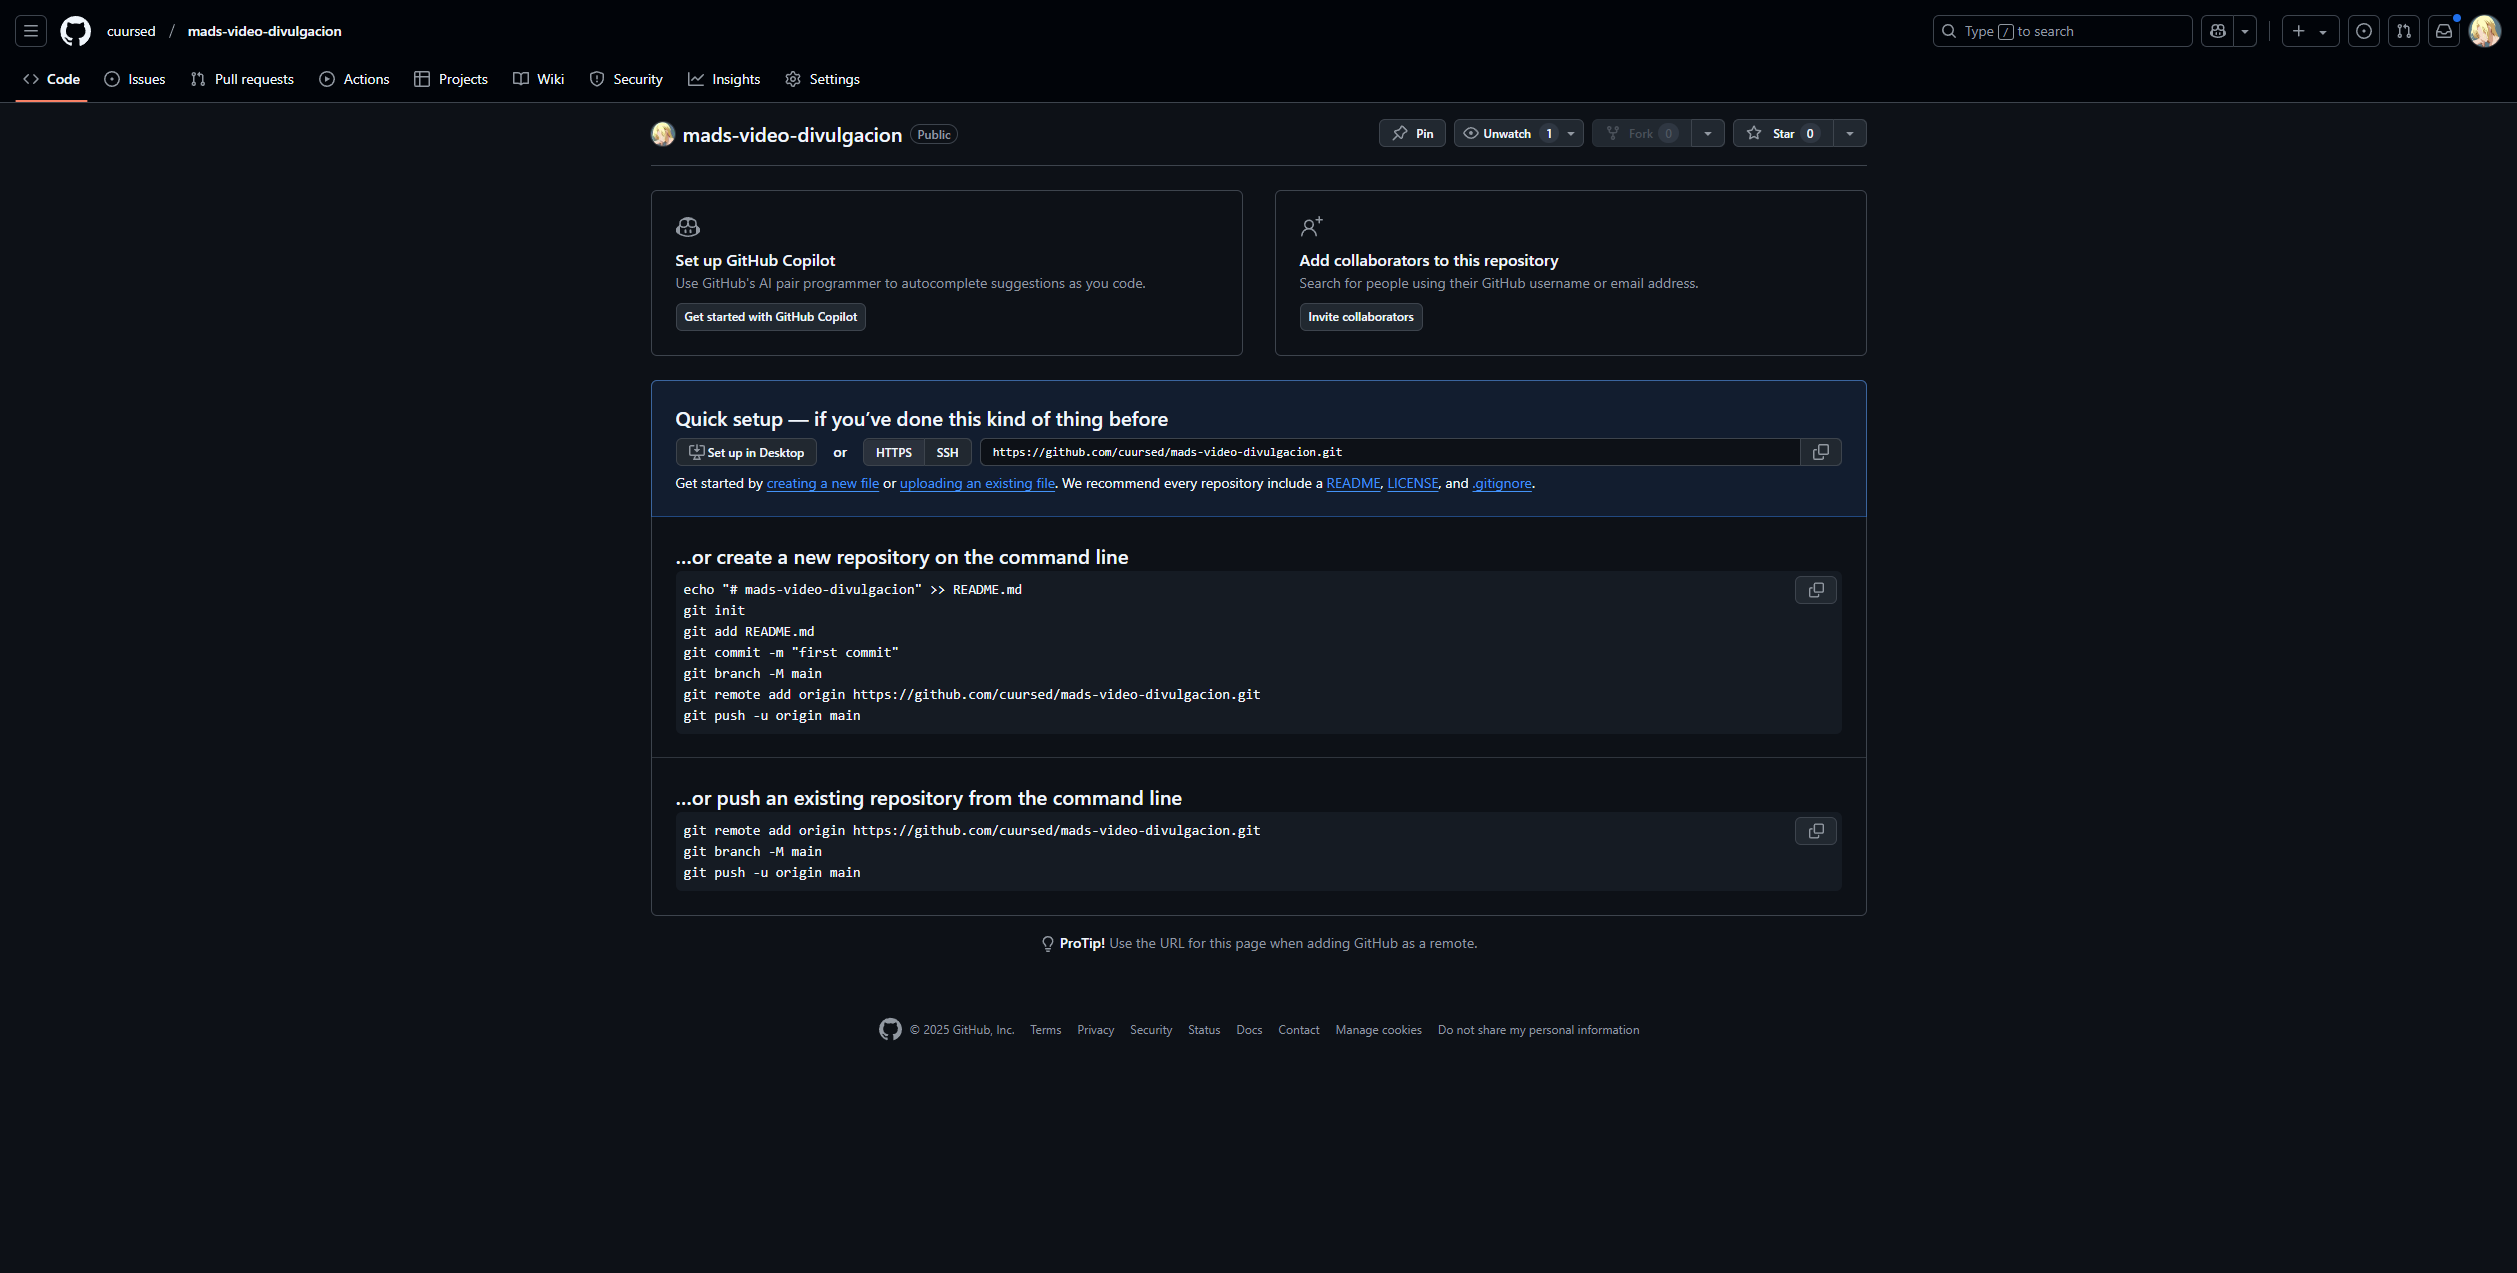 cuursed / mads-video-divulgacion
Type / to search
Code Issues Pull requests Actions Projects Wiki Security Insights Settings
mads-video-divulgacion Public
Pin Unwatch 1 Fork 0 Star 0
Set up GitHub Copilot
Use GitHub's AI pair programmer to autocomplete suggestions as you code.
Get started with GitHub Copilot
Add collaborators to this repository
Search for people using their GitHub username or email address.
Invite collaborators
Quick setup — if you’ve done this kind of thing before
Set up in Desktop or HTTPS SSH https://github.com/cuursed/mads-video-divulgacion.git
Get started by creating a new file or uploading an existing file. We recommend every repository include a README, LICENSE, and .gitignore.
…or create a new repository on the command line
echo "# mads-video-divulgacion" >> README.md
git init
git add README.md
git commit -m "first commit"
git branch -M main
git remote add origin https://github.com/cuursed/mads-video-divulgacion.git
git push -u origin main
…or push an existing repository from the command line
git remote add origin https://github.com/cuursed/mads-video-divulgacion.git
git branch -M main
git push -u origin main
ProTip! Use the URL for this page when adding GitHub as a remote.
© 2025 GitHub, Inc. Terms Privacy Security Status Docs Contact Manage cookies Do not share my personal information